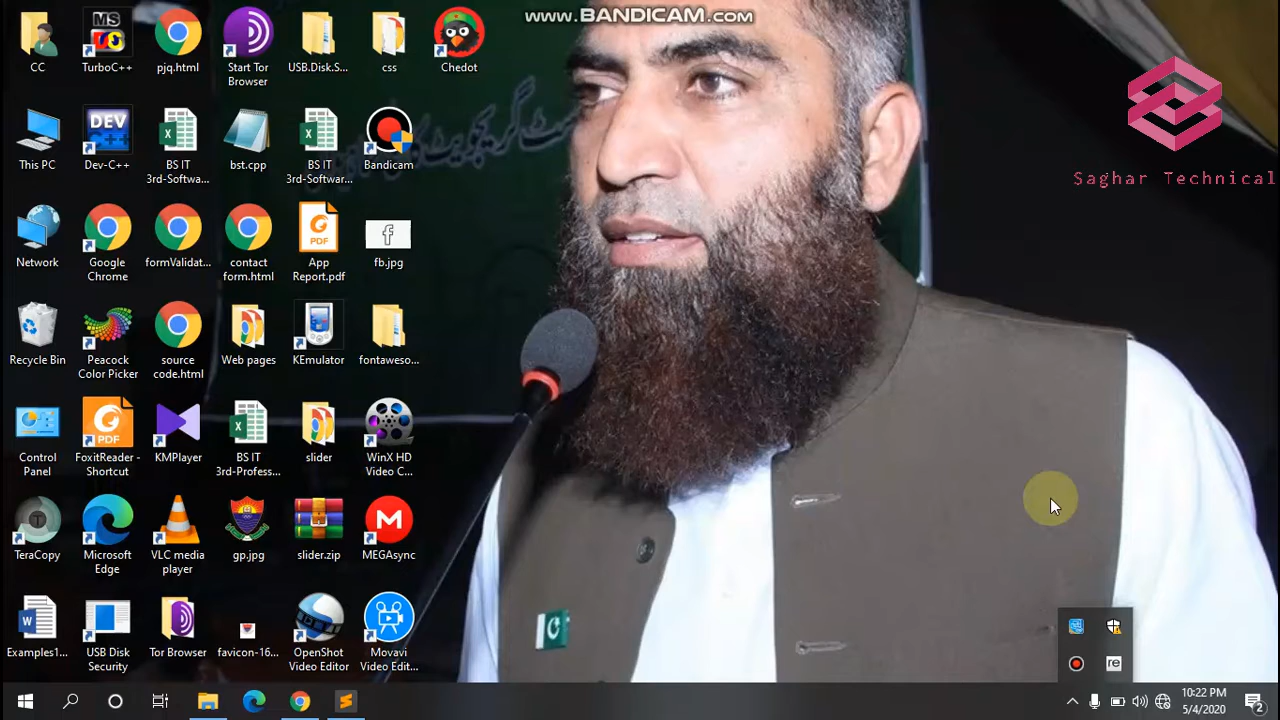 WWW.BANDICAM.COM
Saghar Technical
CC
TurboC++
pjq.html
Start Tor
Browser
USB.Disk.S...
css
Chedot
This PC
Dev-C++
BS IT
3rd-Softwa...
bst.cpp
BS IT
3rd-Softwar...
Bandicam
Network
Google
Chrome
formValidat...
contact
form.html
App
Report.pdf
fb.jpg
Recycle Bin
Peacock
Color Picker
source
code.html
Web pages
KEmulator
fontaweso...
Control
Panel
FoxitReader -
Shortcut
KMPlayer
BS IT
3rd-Profess...
slider
WinX HD
Video C...
TeraCopy
Microsoft
Edge
VLC media
player
gp.jpg
slider.zip
MEGAsync
Examples1...
USB Disk
Security
Tor Browser
favicon-16...
OpenShot
Video Editor
Movavi
Video Edit...
10:22 PM
5/4/2020
2